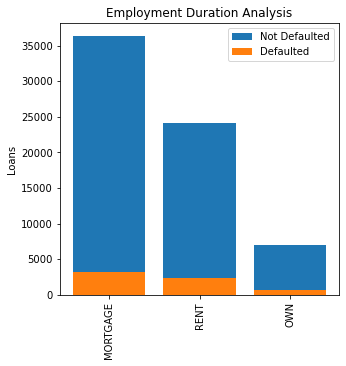 Employment Duration Analysis
Not Defaulted
Defaulted
Loans
35000
30000
25000
20000
15000
10000
5000
0
MORTGAGE
RENT
OWN